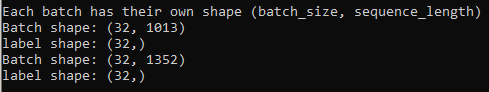 Each batch has their own shape (batch_size, sequence_length)
Batch shape: (32, 1013)
label shape: (32,)
Batch shape: (32, 1352)
label shape: (32,)